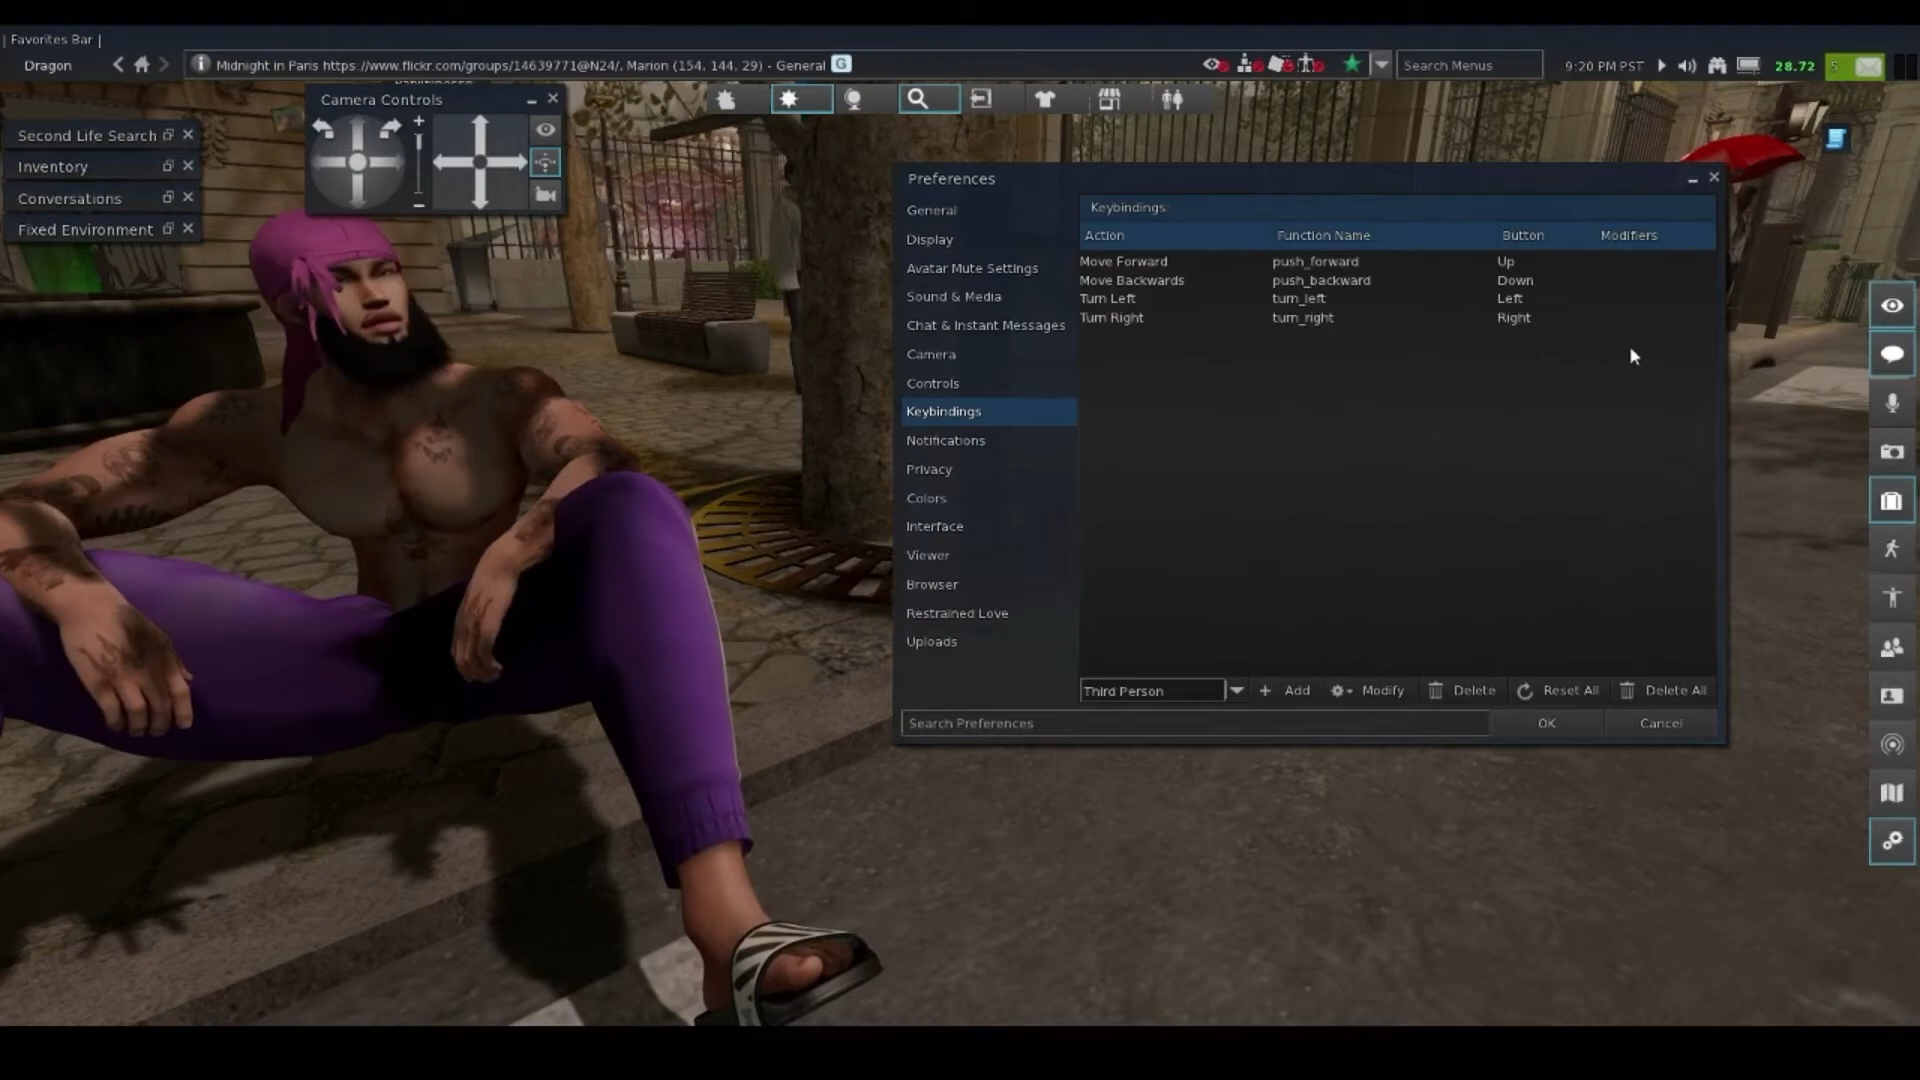 | Favorites Bar |
Dragon
Midnight in Paris https://www.flickr.com/groups/14639771@N24/, Marion (154, 144, 29) - General G
Search Menus
9:20 PM PST
28.72
5
Camera Controls
Second Life Search
Inventory
Conversations
Fixed Environment
Preferences
General
Display
Avatar Mute Settings
Sound & Media
Chat & Instant Messages
Camera
Controls
Keybindings
Notifications
Privacy
Colors
Interface
Viewer
Browser
Restrained Love
Uploads
Keybindings
Action Function Name Button Modifiers
Move Forward push_forward Up
Move Backwards push_backward Down
Turn Left turn_left Left
Turn Right turn_right Right
Third Person + Add Modify Delete Reset All Delete All
Search Preferences OK Cancel